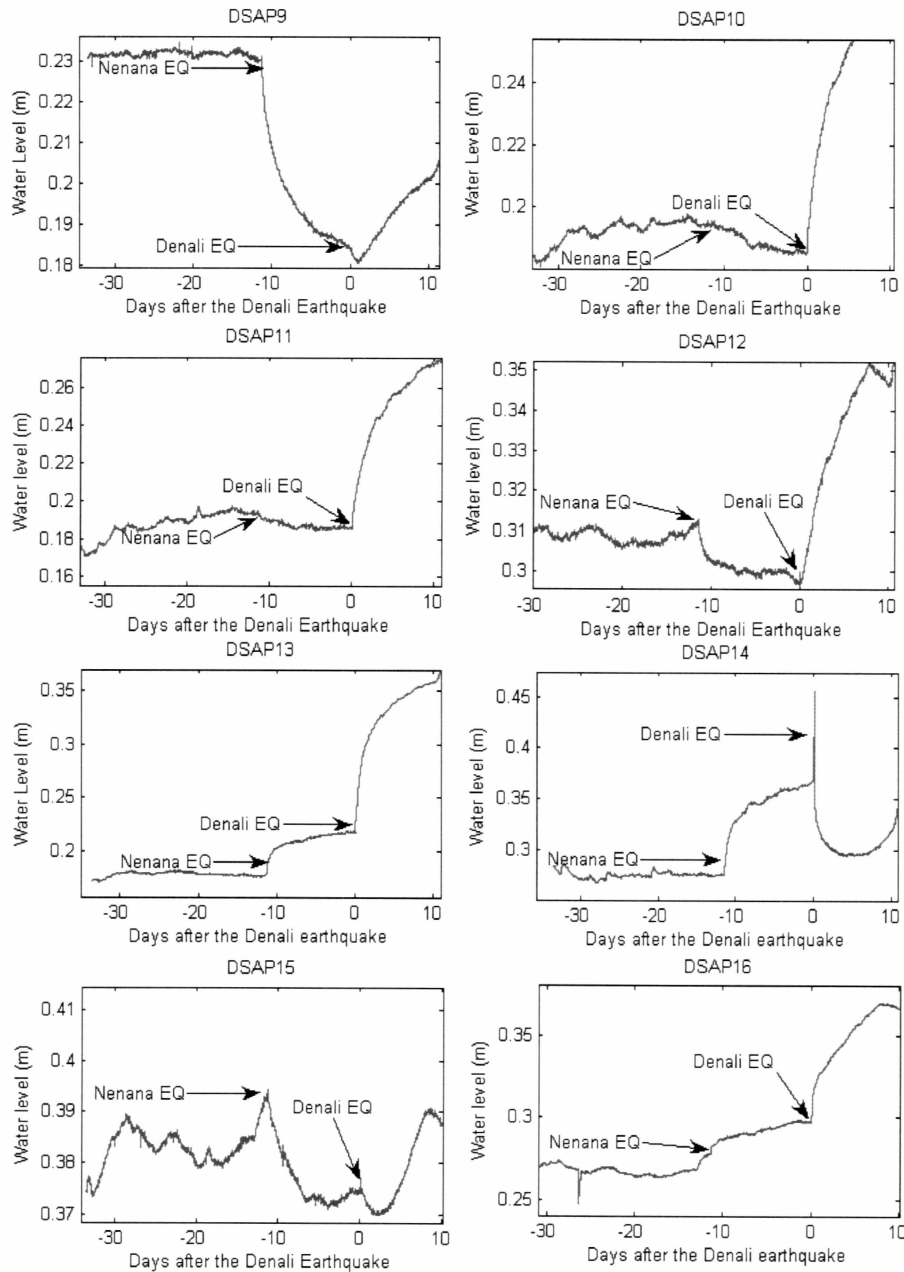 DSAP9
Water Level (m)
0.23
0.22
0.21
0.2
0.19
0.18
Nenana EQ
Denali EQ
-30 -20 -10 0 10
Days after the Denali Earthquake
DSAP10
Water Level (m)
0.24
0.2
Denali EQ
Nenana EQ
-30 -20 -10 0 10
Days after the Denali Earthquake
DSAP11
Water level (m)
0.26
0.24
0.22
0.2
0.18
0.16
Denali EQ
Nenana EQ
-30 -20 -10 0 10
Days after the Denali Earthquake
DSAP12
Water level (m)
0.35
0.34
0.33
0.32
0.31
0.3
Nenana EQ
Denali EQ
-30 -20 -10 0 10
Days after the Denali Earthquake
DSAP13
Water Level (m)
0.35
0.3
0.25
0.2
Denali EQ
Nenana EQ
-30 -20 -10 0 10
Days after the Denali earthquake
DSAP14
Water level (m)
0.45
0.4
0.35
0.3
Denali EQ
Nenana EQ
-30 -20 -10 0 10
Days after the Denali earthquake
DSAP15
Water level (m)
0.41
0.4
0.39
0.38
0.37
Nenana EQ
Denali EQ
-30 -20 -10 0 10
Days after the Denali Earthquake
DSAP16
Water level (m)
0.35
0.3
0.25
Denali EQ
Nenana EQ
-30 -20 -10 0 10
Days after the Denali earthquake